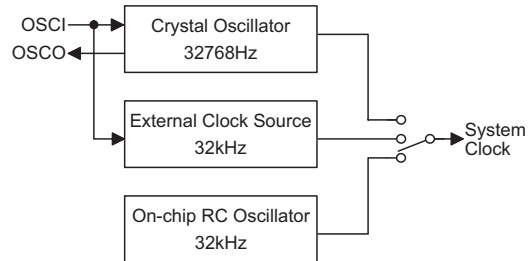 OSCI
OSCO
Crystal Oscillator
32768Hz
External Clock Source
32kHz
System
Clock
On-chip RC Oscillator
32kHz